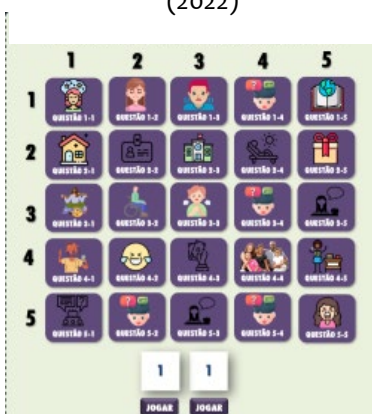 (2022)
1 2 3 4 5
1 QUESTÃO 1-1 QUESTÃO 1-2 QUESTÃO 1-3 QUESTÃO 1-4 QUESTÃO 1-5
2 QUESTÃO 2-1 QUESTÃO 2-2 QUESTÃO 2-3 QUESTÃO 2-4 QUESTÃO 2-5
3 QUESTÃO 3-1 QUESTÃO 3-2 QUESTÃO 3-3 QUESTÃO 3-4 QUESTÃO 3-5
4 QUESTÃO 4-1 QUESTÃO 4-2 QUESTÃO 4-3 QUESTÃO 4-4 QUESTÃO 4-5
5 QUESTÃO 5-1 QUESTÃO 5-2 QUESTÃO 5-3 QUESTÃO 5-4 QUESTÃO 5-5
1 1
JOGAR JOGAR